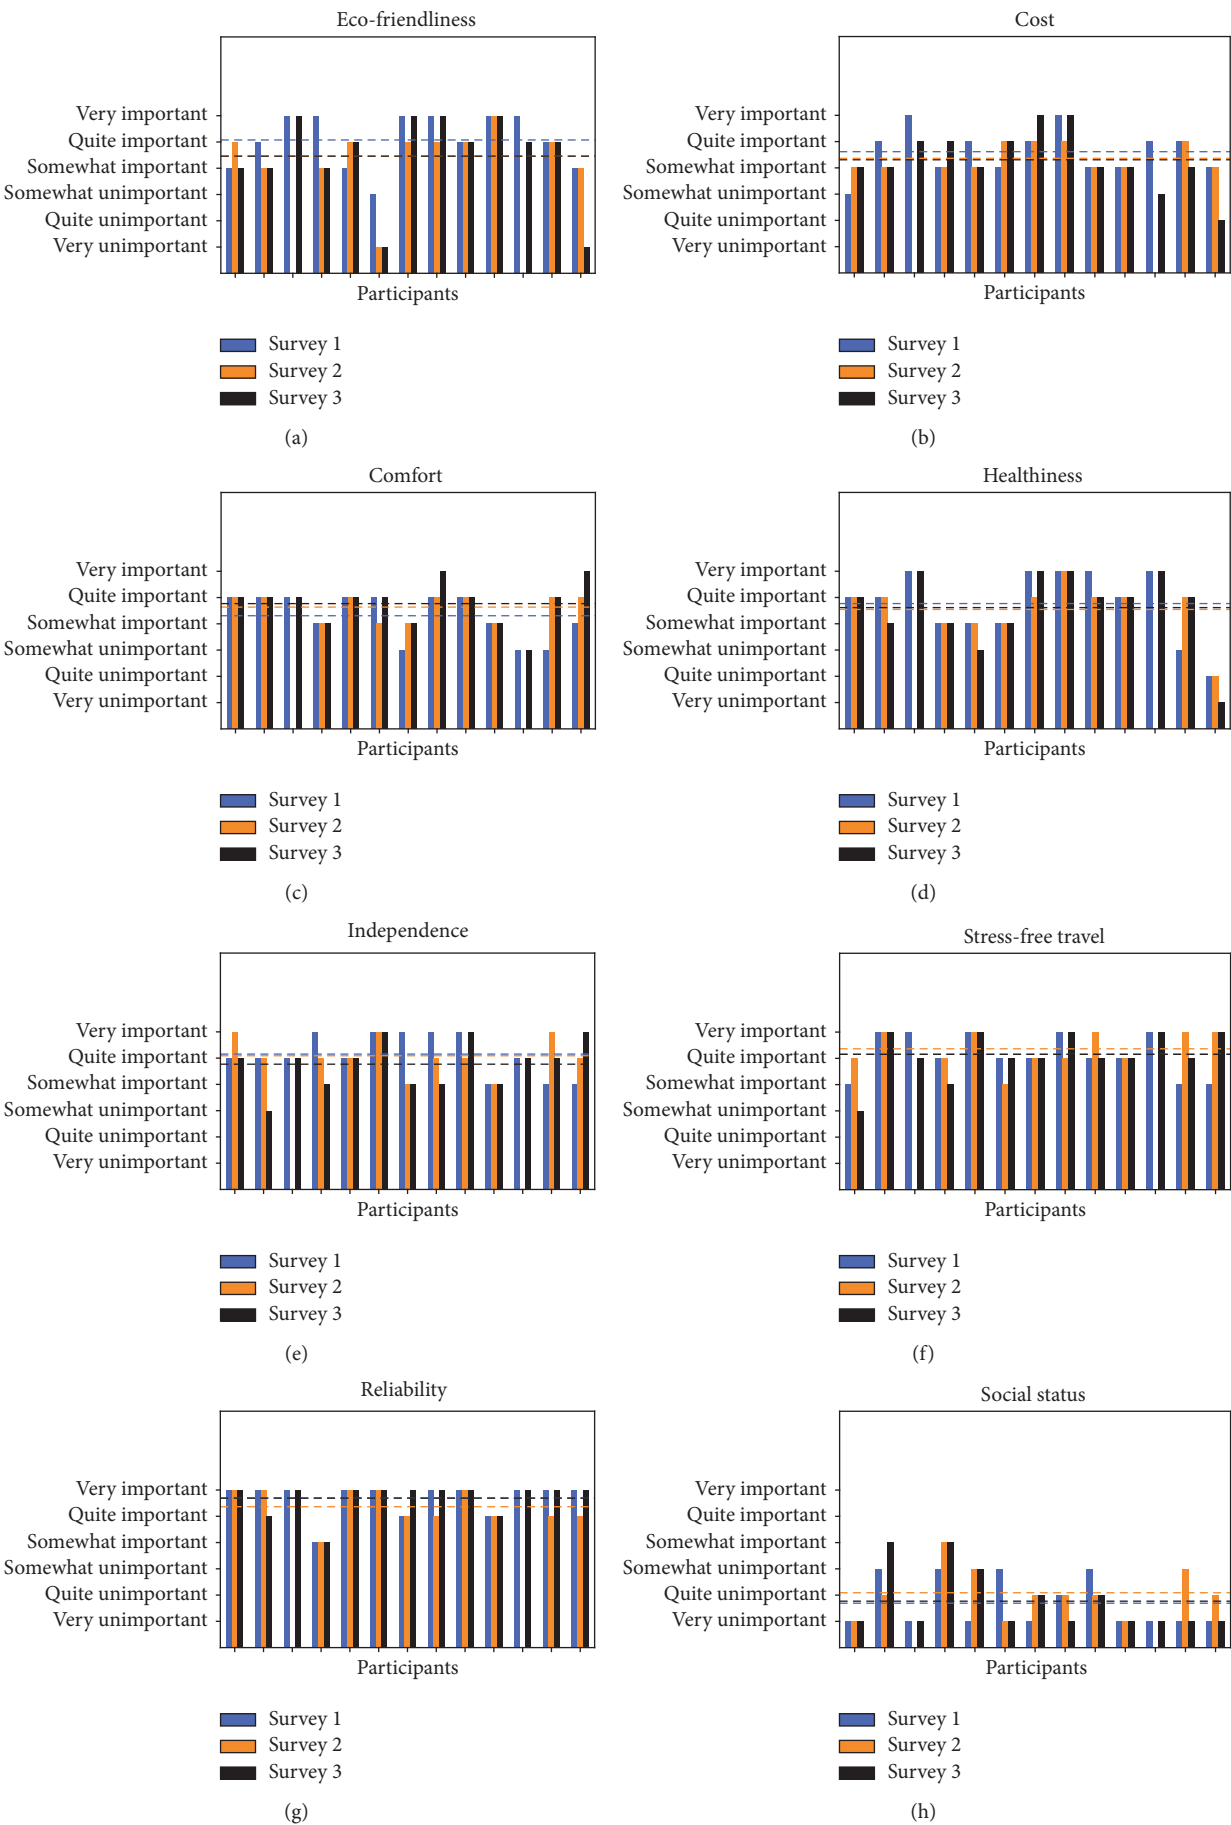 Eco-friendliness
Very important
Quite important
Somewhat important
Somewhat unimportant
Quite unimportant
Very unimportant
Participants
Survey 1
Survey 2
Survey 3
(a)
Cost
Very important
Quite important
Somewhat important
Somewhat unimportant
Quite unimportant
Very unimportant
Participants
Survey 1
Survey 2
Survey 3
(b)
Comfort
Very important
Quite important
Somewhat important
Somewhat unimportant
Quite unimportant
Very unimportant
Participants
Survey 1
Survey 2
Survey 3
(c)
Healthiness
Very important
Quite important
Somewhat important
Somewhat unimportant
Quite unimportant
Very unimportant
Participants
Survey 1
Survey 2
Survey 3
(d)
Independence
Very important
Quite important
Somewhat important
Somewhat unimportant
Quite unimportant
Very unimportant
Participants
Survey 1
Survey 2
Survey 3
(e)
Stress-free travel
Very important
Quite important
Somewhat important
Somewhat unimportant
Quite unimportant
Very unimportant
Participants
Survey 1
Survey 2
Survey 3
(f)
Reliability
Very important
Quite important
Somewhat important
Somewhat unimportant
Quite unimportant
Very unimportant
Participants
Survey 1
Survey 2
Survey 3
(g)
Social status
Very important
Quite important
Somewhat important
Somewhat unimportant
Quite unimportant
Very unimportant
Participants
Survey 1
Survey 2
Survey 3
(h)